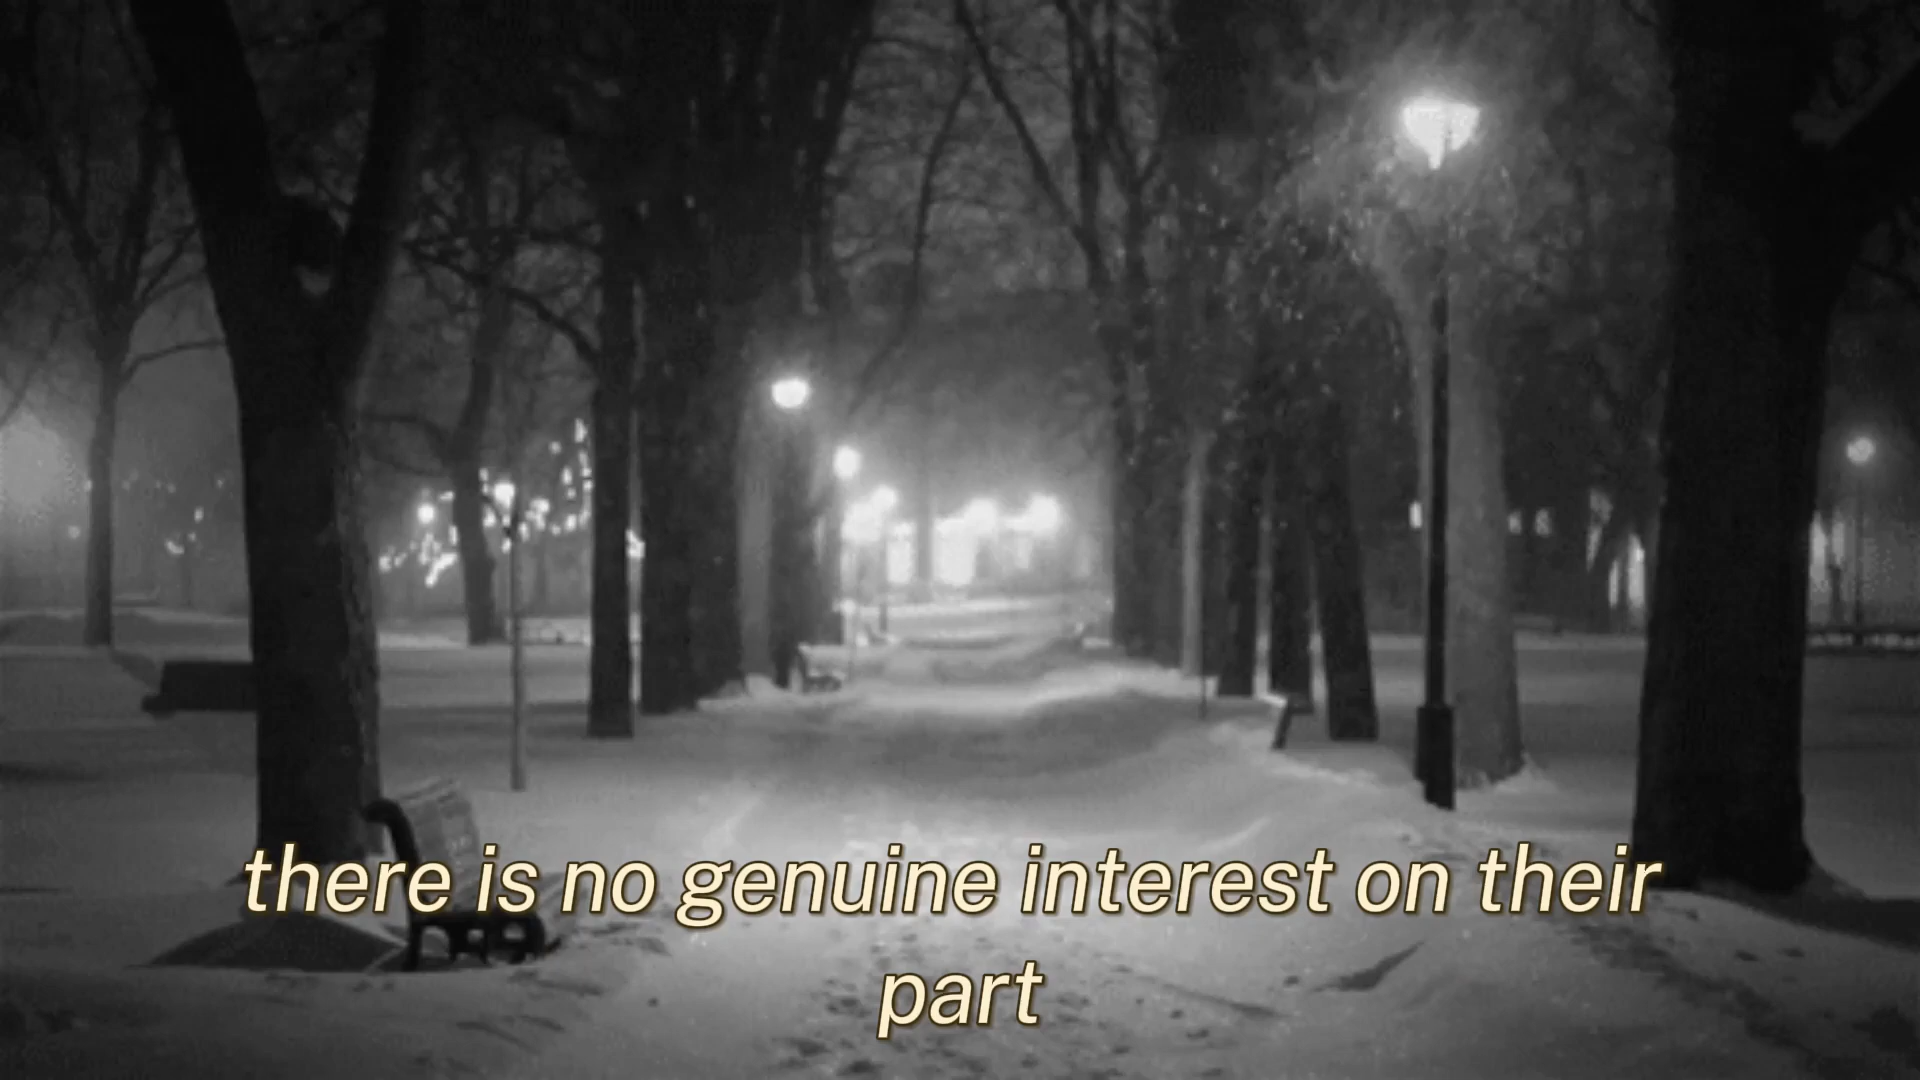 there is no genuine interest on their
part